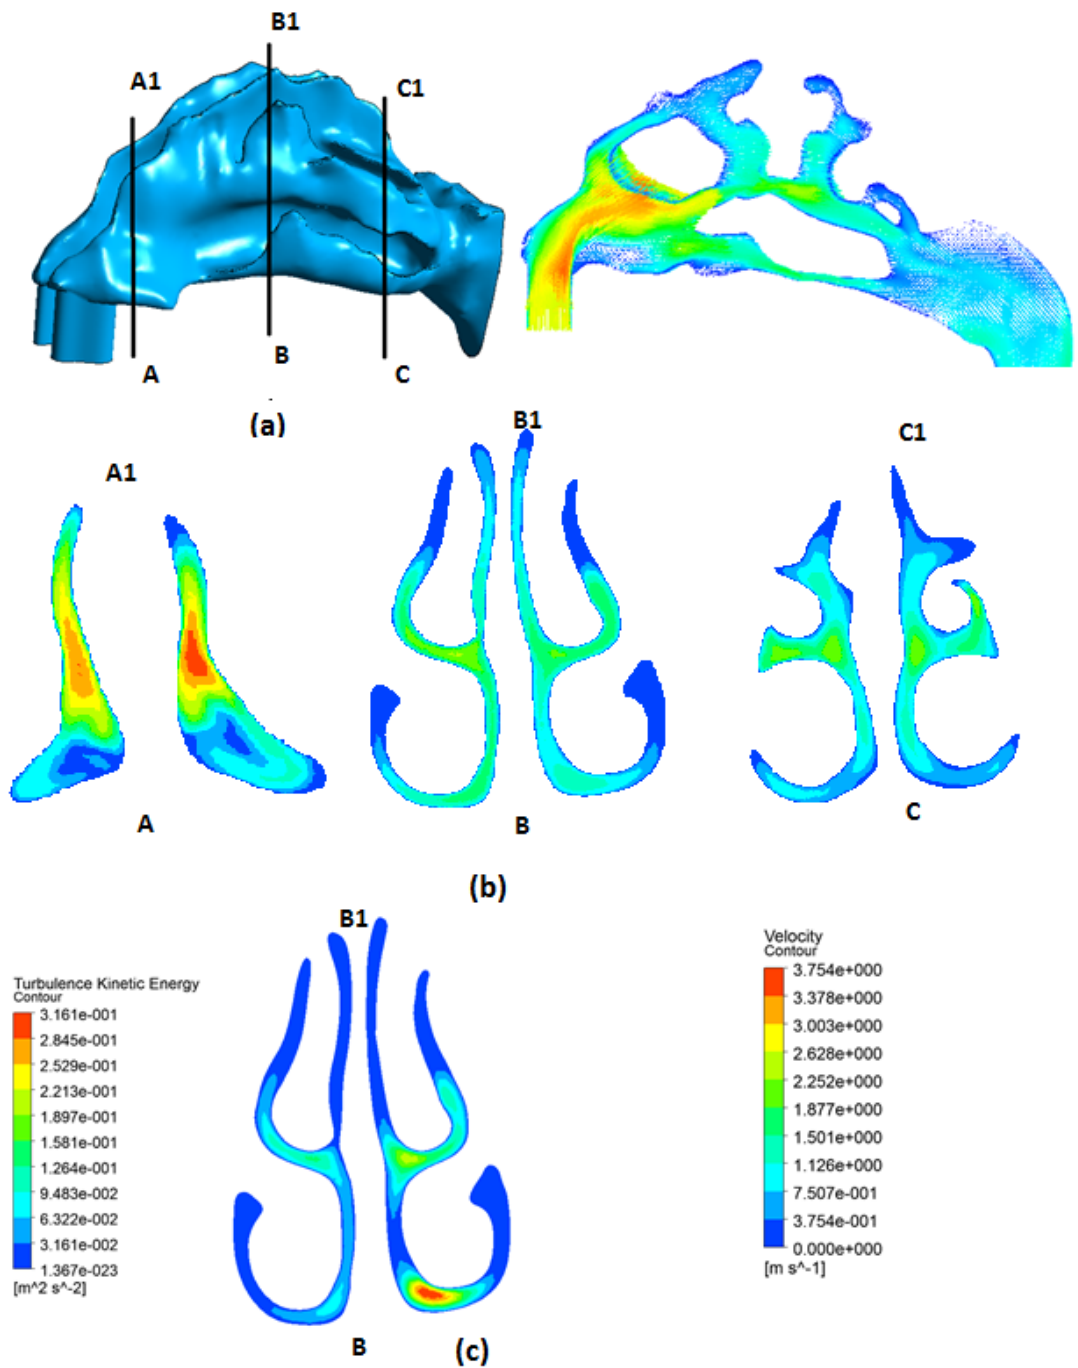 B1
A1
C1
A
B
C
(a)
B1
C1
A1
A
B
C
(b)
B1
Turbulence Kinetic Energy
Contour
3.161e-001
2.845e-001
2.529e-001
2.213e-001
1.897e-001
1.581e-001
1.264e-001
9.483e-002
6.322e-002
3.161e-002
1.367e-023
[m^2 s^-2]
Velocity
Contour
3.754e+000
3.378e+000
3.003e+000
2.628e+000
2.252e+000
1.877e+000
1.501e+000
1.126e+000
7.507e-001
3.754e-001
0.000e+000
[m s^-1]
B
(c)